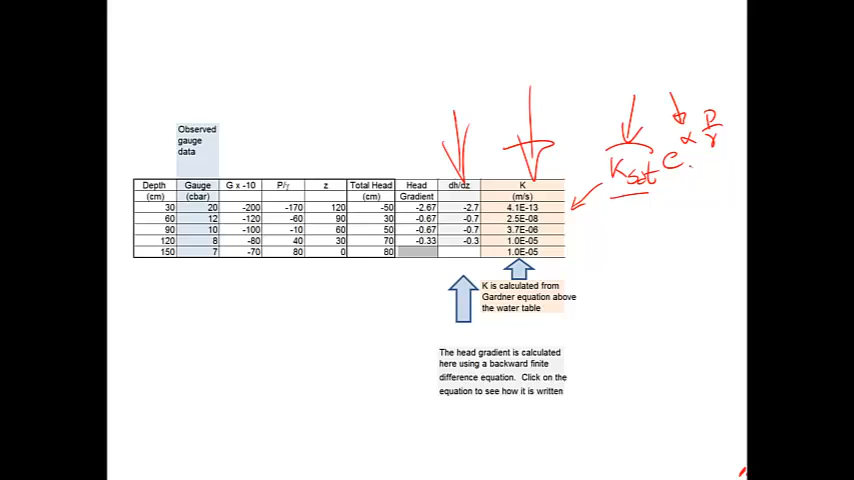 Observed
gauge
data
Depth Gauge G x -10 P/γ z Total Head Head dh/dz K
(cm) (cbar) (cm) Gradient (m/s)
30 20 -200 -170 120 -50 -2.67 -2.7 4.1E-13
60 12 -120 -60 90 30 -0.67 -0.7 2.5E-08
90 10 -100 -10 60 50 -0.67 -0.7 3.7E-06
120 8 -80 40 30 70 -0.33 -0.3 1.0E-05
150 7 -70 80 0 80 1.0E-05
K is calculated from
Gardner equation above
the water table
The head gradient is calculated
here using a backward finite
difference equation. Click on the
equation to see how it is written
Ksat e α P/γ